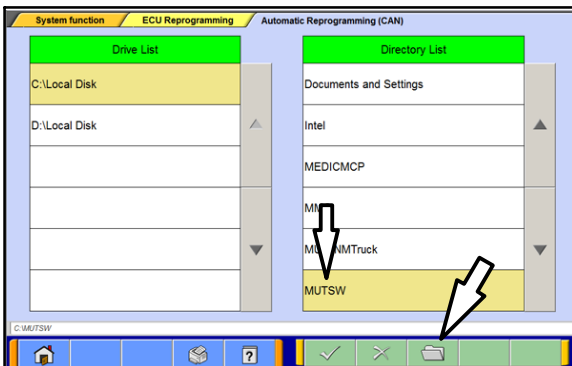 System function
ECU Reprogramming
Automatic Reprogramming (CAN)
Drive List
C:\Local Disk
D:\Local Disk
Directory List
Documents and Settings
Intel
MEDICMCP
MUTSW
C:\MUTSW
?